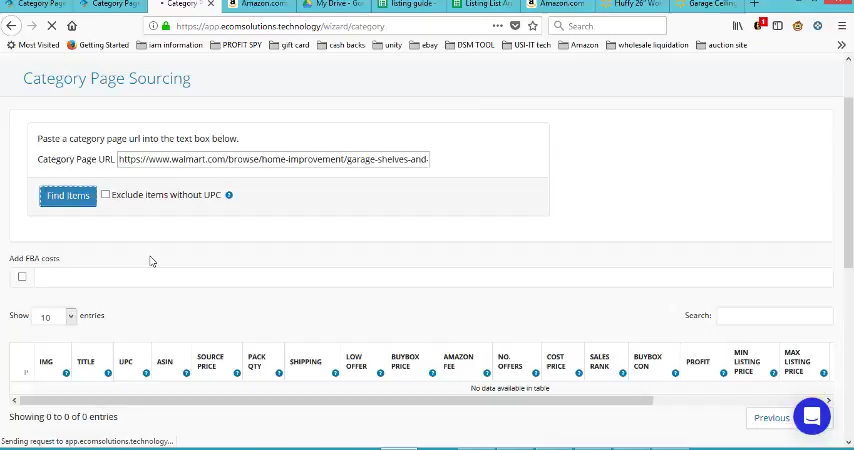 Category Page
Category Page
Category
Amazon.com
My Drive - Go
listing guide -
Listing List An
Amazon.com
Huffy 26" W
Garage Ceiling
https://app.ecomsolutions.technology/wizard/category
Search
1
Most Visited
Getting Started
iam information
PROFIT SPY
gift card
cash backs
unity
ebay
DSM TOOL
USI-IT tech
Amazon
wholesale liquidation
auction site
Category Page Sourcing
Paste a category page url into the text box below.
Category Page URL https://www.walmart.com/browse/home-improvement/garage-shelves-and-
Find Items Exclude items without UPC ?
Add FBA costs
Show 10 entries Search:
IMG ? TITLE ? UPC ? ASIN ? SOURCE PRICE ? PACK QTY ? SHIPPING ? LOW OFFER ? BUYBOX PRICE ? AMAZON FEE ? NO. OFFERS ? COST PRICE ? SALES RANK ? BUYBOX CON ? PROFIT ? MIN LISTING PRICE ? MAX LISTING PRICE ?
No data available in table
Showing 0 to 0 of 0 entries Previous
Sending request to app.ecomsolutions.technology...